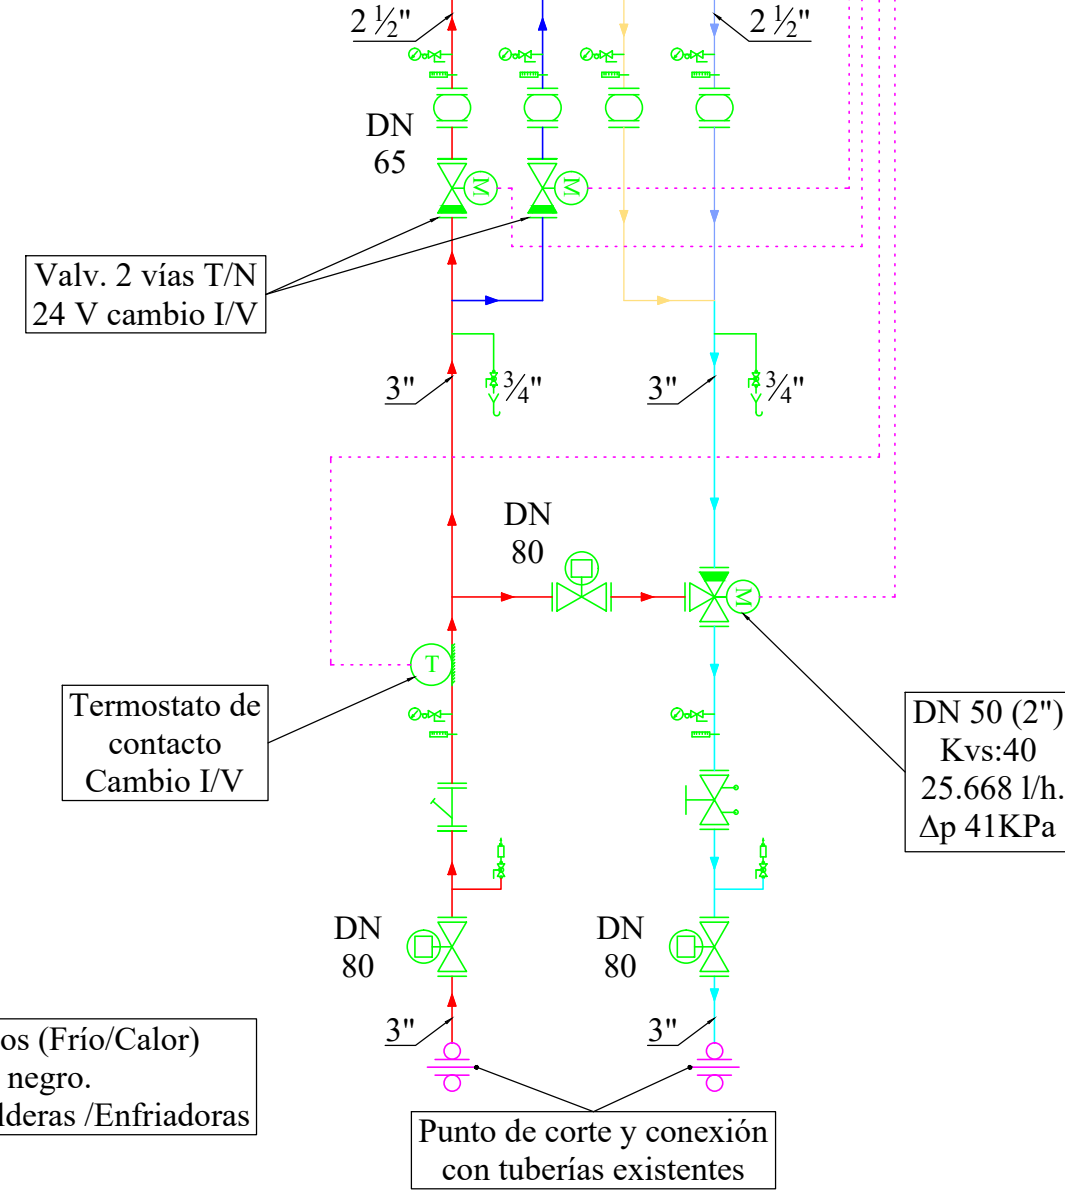 2 ½"
2 ½"
DN
65
M
M
Valv. 2 vías T/N
24 V cambio I/V
3"
¾"
3"
¾"
DN
80
M
T
Termostato de
contacto
Cambio I/V
DN 50 (2")
Kvs:40
25.668 l/h.
Δp 41KPa
DN
80
DN
80
3"
3"
os (Frío/Calor)
negro.
lderas /Enfriadoras
Punto de corte y conexión
con tuberías existentes